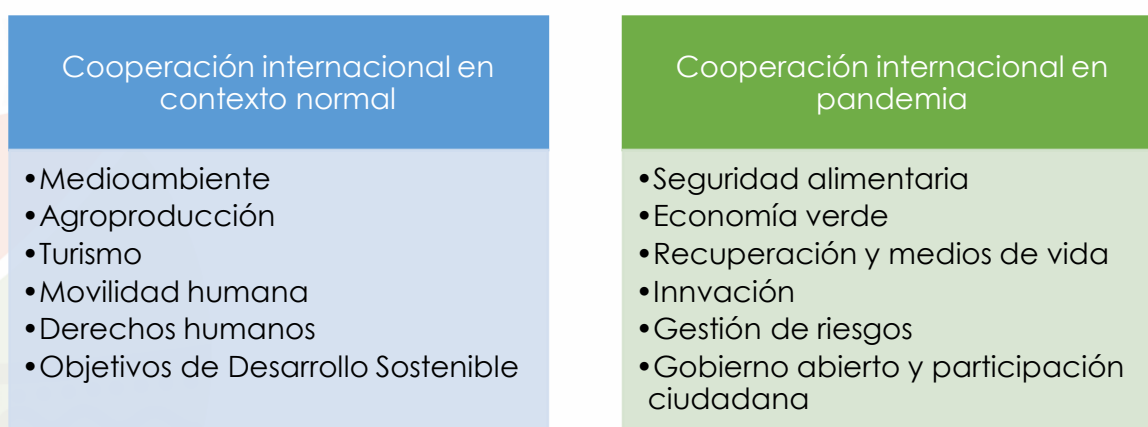 Cooperación internacional en
contexto normal
•Medioambiente
•Agroproducción
•Turismo
•Movilidad humana
•Derechos humanos
•Objetivos de Desarrollo Sostenible
Cooperación internacional en
pandemia
•Seguridad alimentaria
•Economía verde
•Recuperación y medios de vida
•Innvación
•Gestión de riesgos
•Gobierno abierto y participación
ciudadana